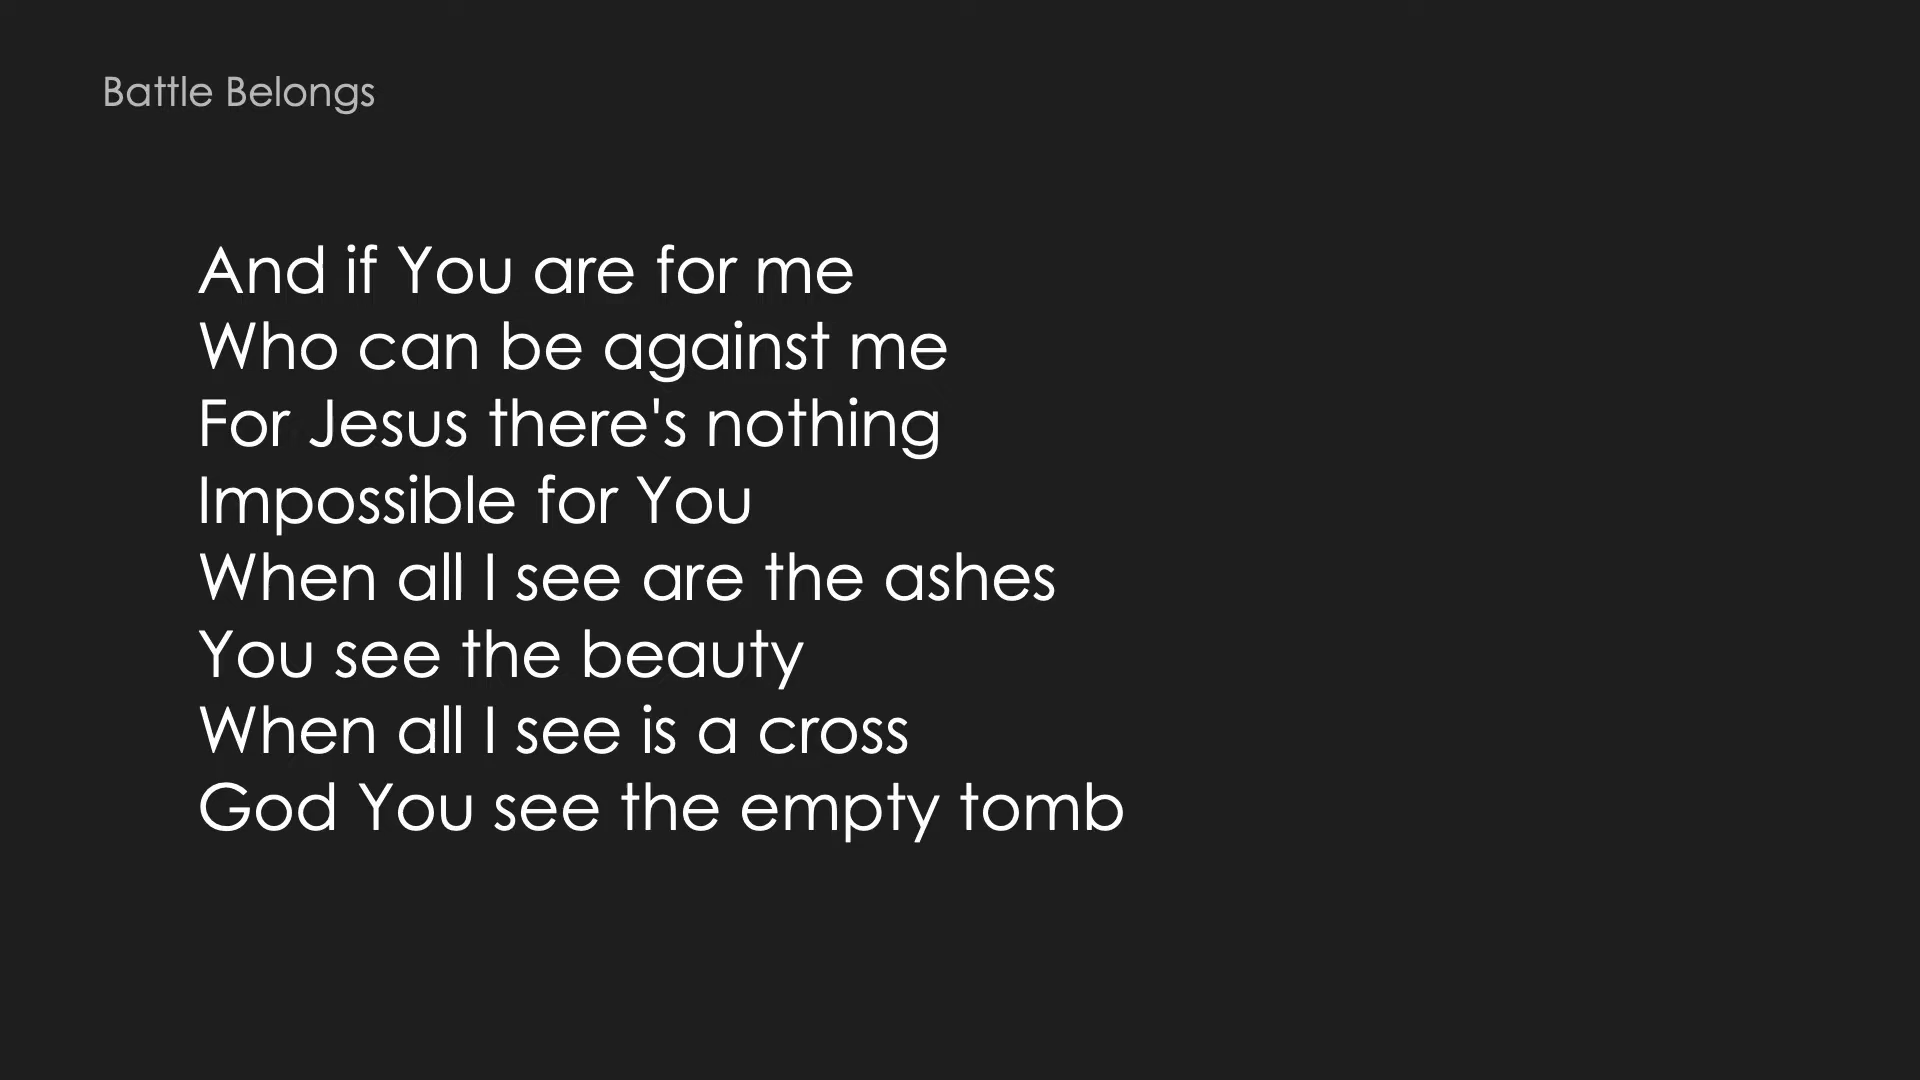 Battle Belongs
And if You are for me
Who can be against me
For Jesus there's nothing
Impossible for You
When all I see are the ashes
You see the beauty
When all I see is a cross
God You see the empty tomb